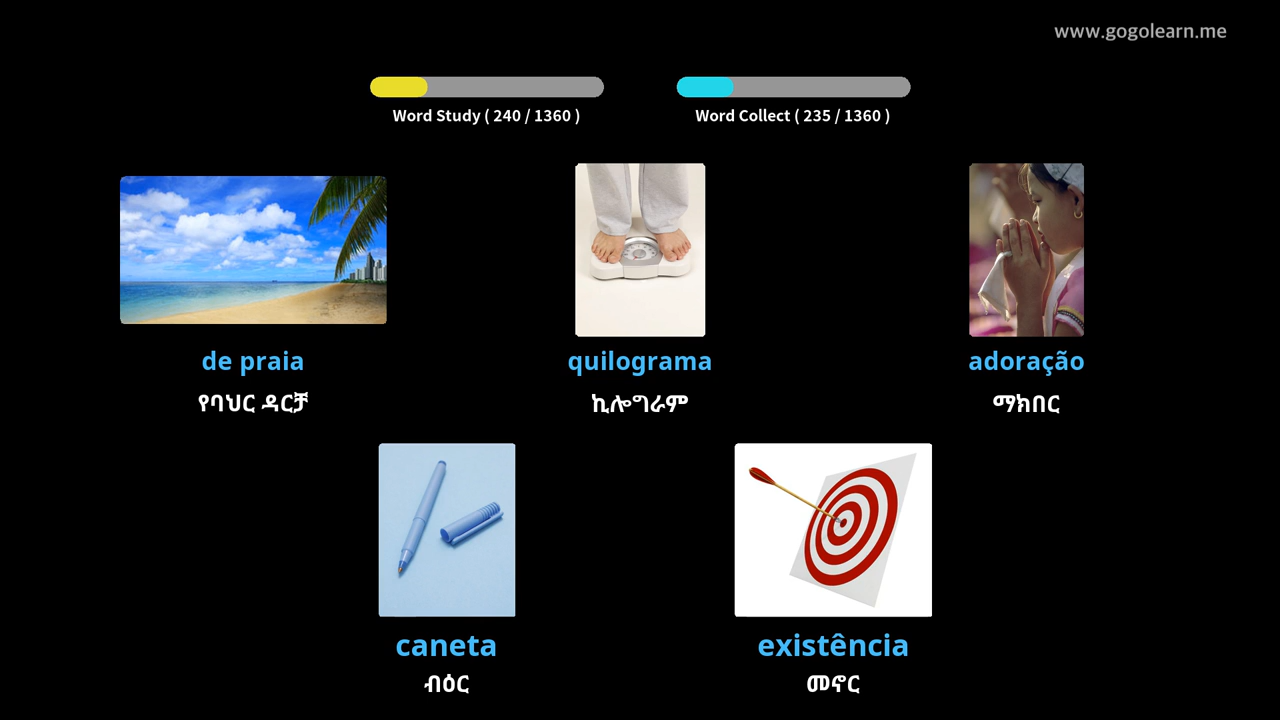 www.gogolearn.me
Word Study ( 240 / 1360 )
Word Collect ( 235 / 1360 )
de praia
quilograma
adoração
የባህር ዳርቻ
ኪሎግራም
ማክበር
caneta
existência
ብዕር
መኖር